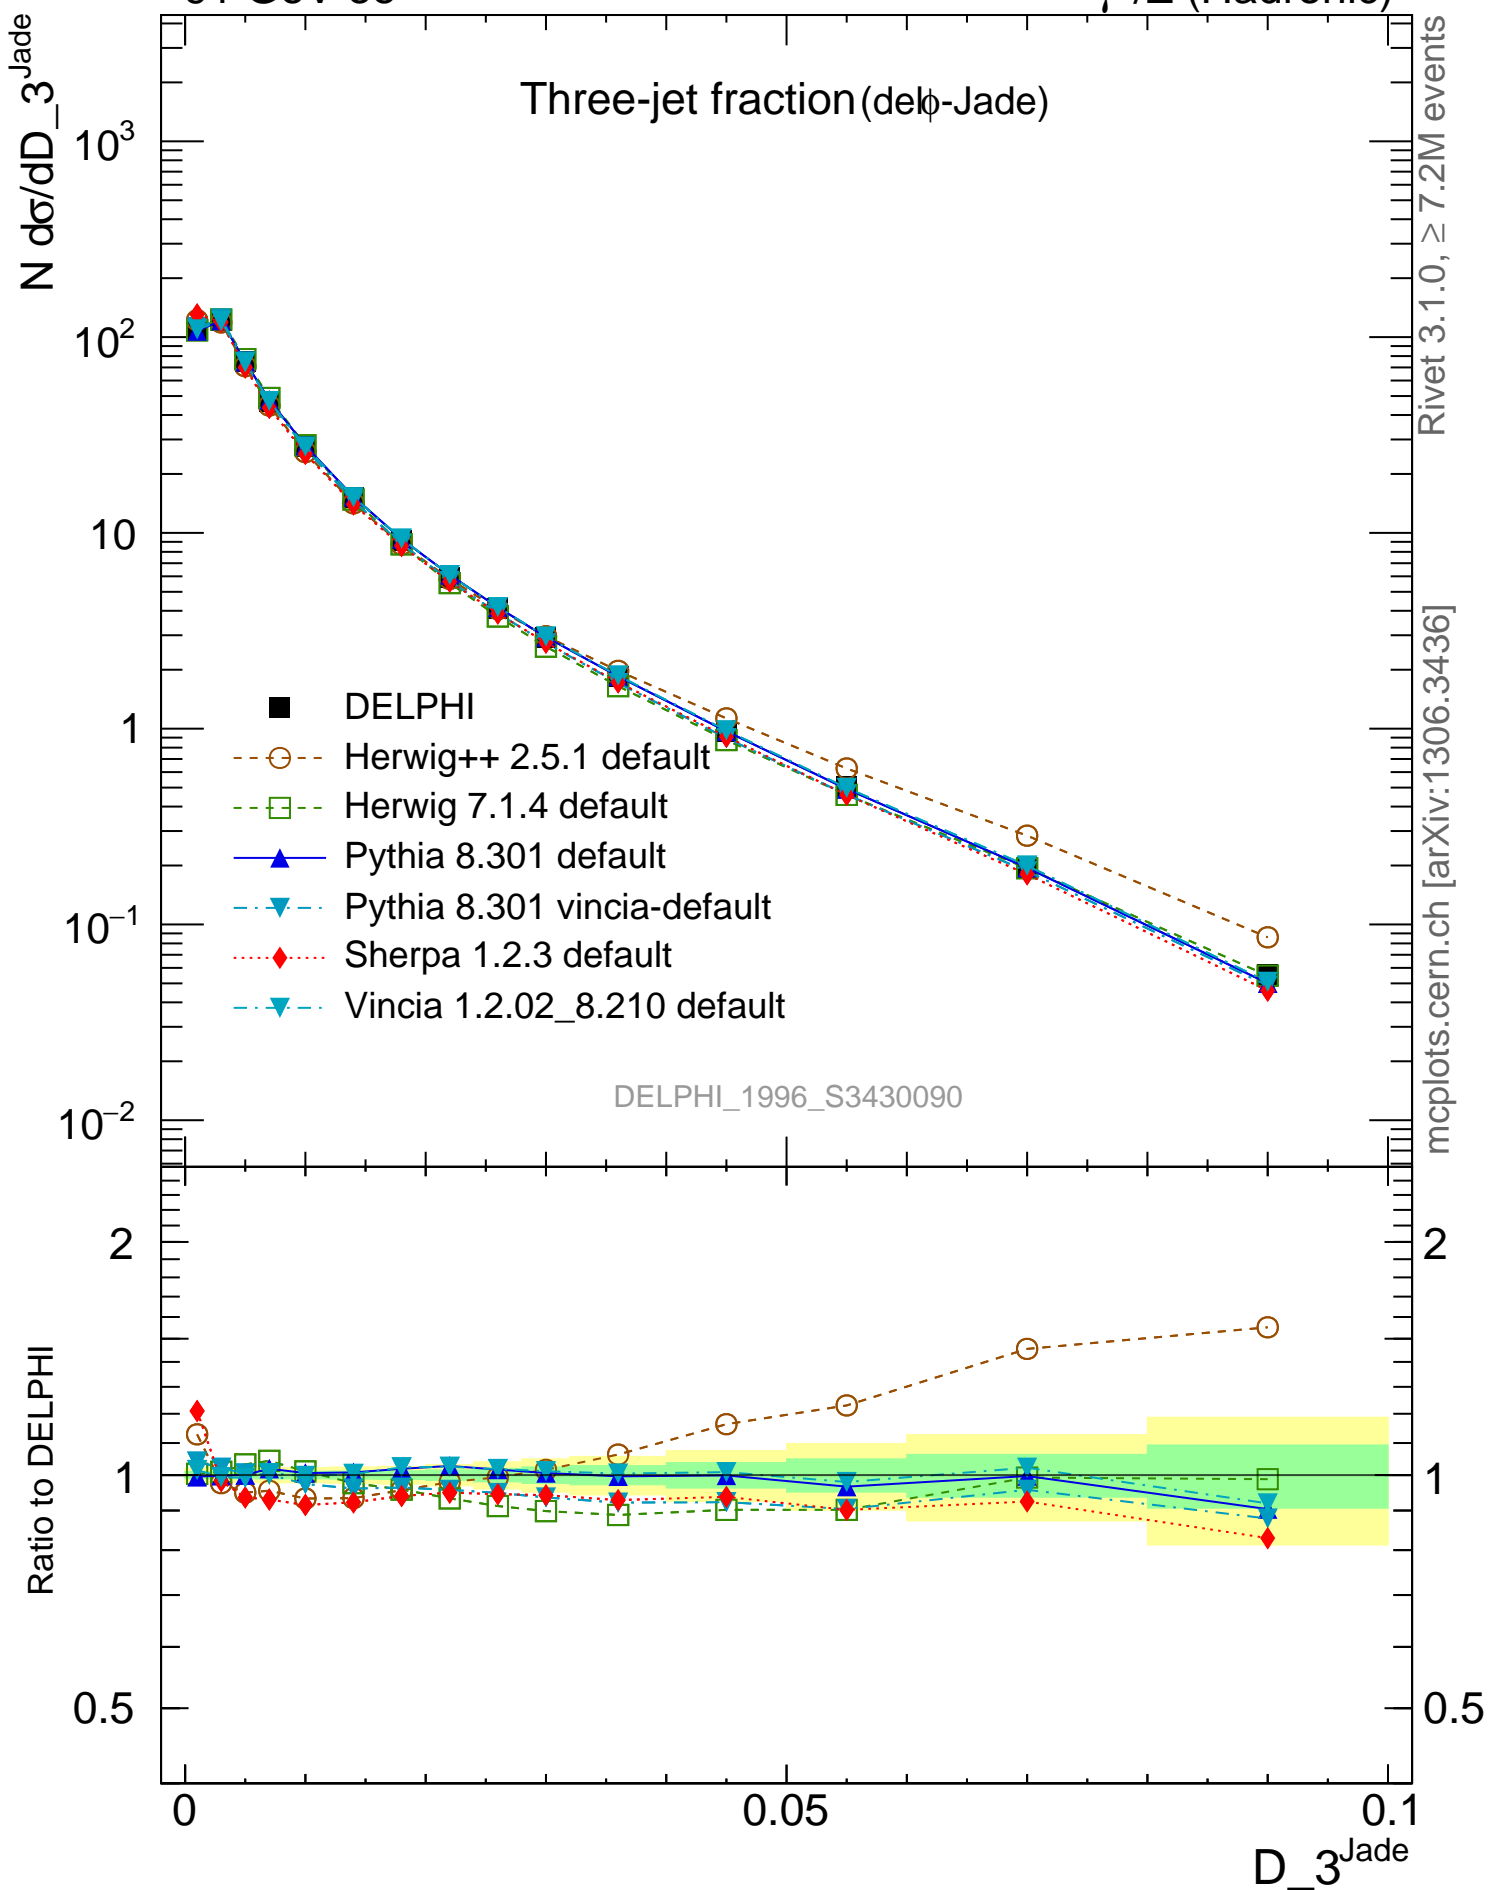 Three-jet fraction (delϕ-Jade)
N dσ/dD_3^Jade
10^3
10^2
10
1
10^−1
10^−2
DELPHI
Herwig++ 2.5.1 default
Herwig 7.1.4 default
Pythia 8.301 default
Pythia 8.301 vincia-default
Sherpa 1.2.3 default
Vincia 1.2.02_8.210 default
DELPHI_1996_S3430090
Rivet 3.1.0, ≥ 7.2M events
mcplots.cern.ch [arXiv:1306.3436]
Ratio to DELPHI
2
1
0.5
2
1
0.5
0
0.05
0.1
D_3^Jade